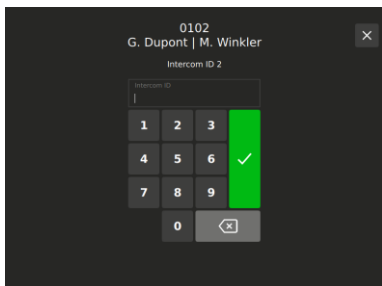 0102
G. Dupont | M. Winkler
Intercom ID 2
Intercom ID
1 2 3
4 5 6
7 8 9
0